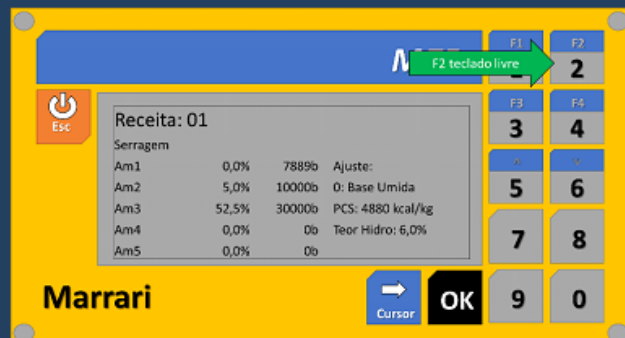 F1
F2
F2 teclado livre
2
Esc
F3
F4
3
4
Receita: 01
Serragem
Am1 0,0% 7889b Ajuste:
Am2 5,0% 10000b 0: Base Umida
Am3 52,5% 30000b PCS: 4880 kcal/kg
Am4 0,0% 0b Teor Hidro: 6,0%
Am5 0,0% 0b
5
6
7
8
Marrari
Cursor
OK
9
0